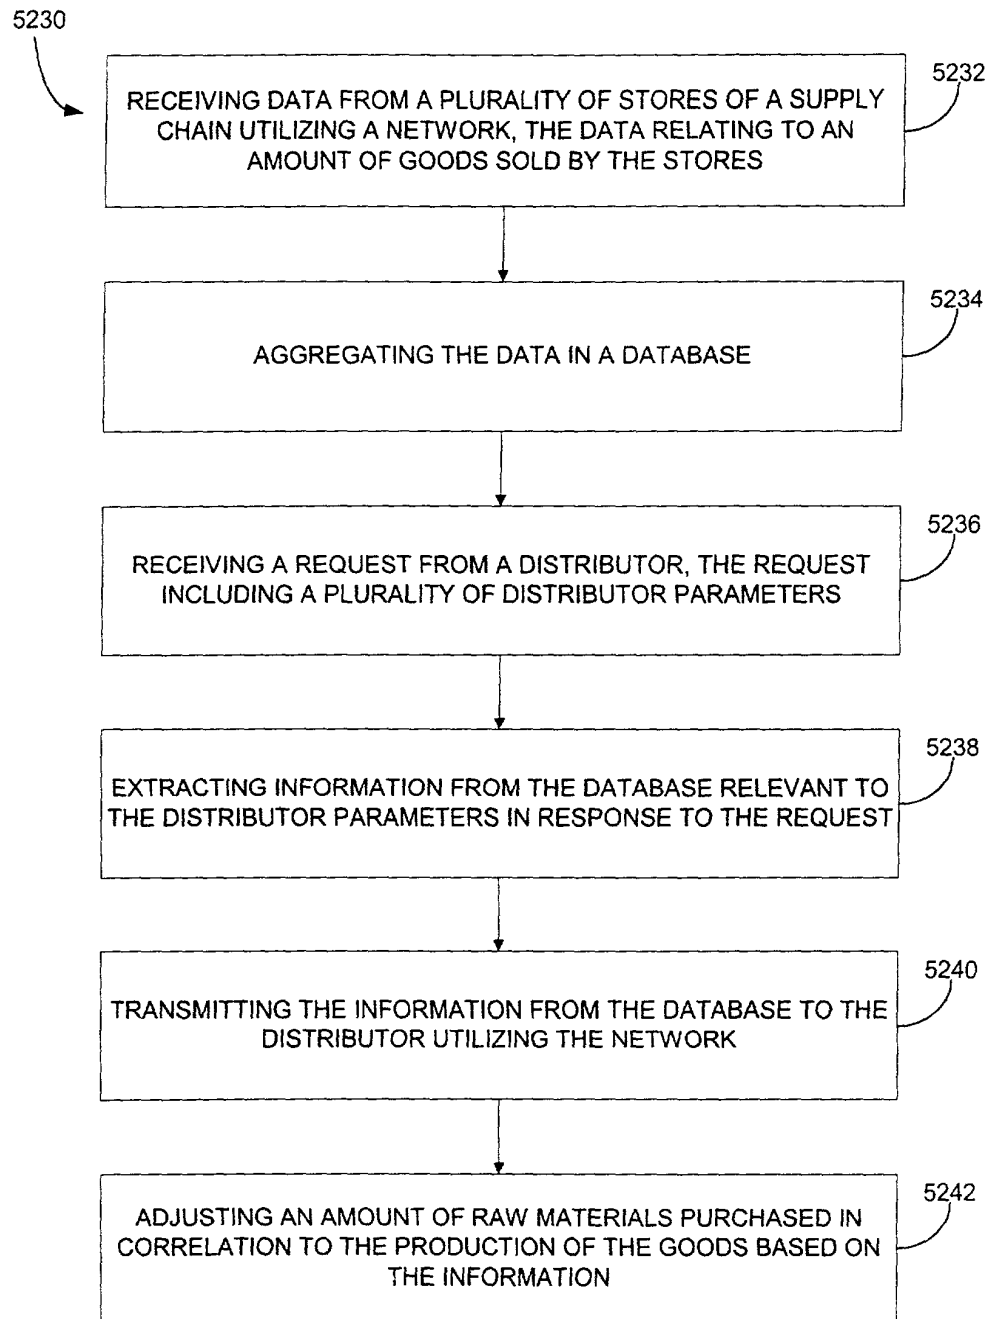 5230
5232
RECEIVING DATA FROM A PLURALITY OF STORES OF A SUPPLY
CHAIN UTILIZING A NETWORK, THE DATA RELATING TO AN
AMOUNT OF GOODS SOLD BY THE STORES
5234
AGGREGATING THE DATA IN A DATABASE
5236
RECEIVING A REQUEST FROM A DISTRIBUTOR, THE REQUEST
INCLUDING A PLURALITY OF DISTRIBUTOR PARAMETERS
5238
EXTRACTING INFORMATION FROM THE DATABASE RELEVANT TO
THE DISTRIBUTOR PARAMETERS IN RESPONSE TO THE REQUEST
5240
TRANSMITTING THE INFORMATION FROM THE DATABASE TO THE
DISTRIBUTOR UTILIZING THE NETWORK
5242
ADJUSTING AN AMOUNT OF RAW MATERIALS PURCHASED IN
CORRELATION TO THE PRODUCTION OF THE GOODS BASED ON
THE INFORMATION